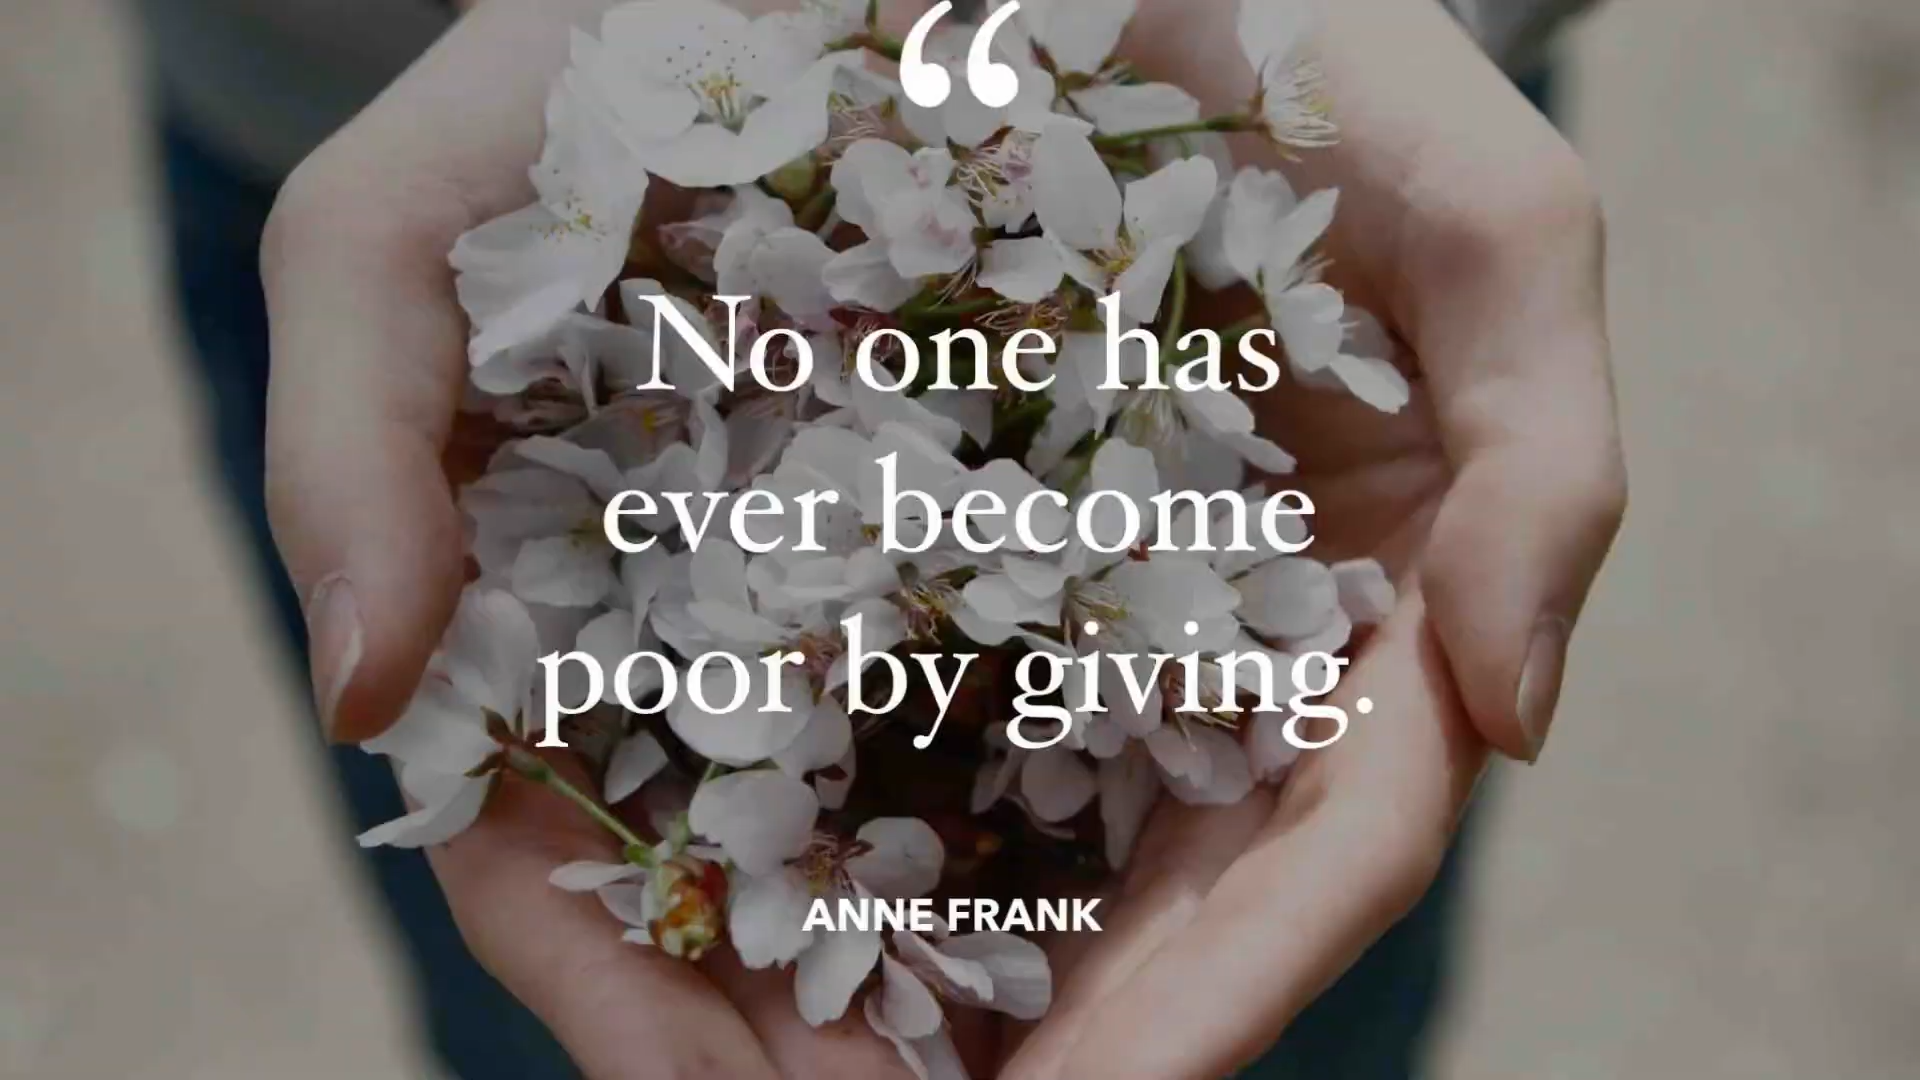 “
No one has
ever become
poor by giving.
ANNE FRANK